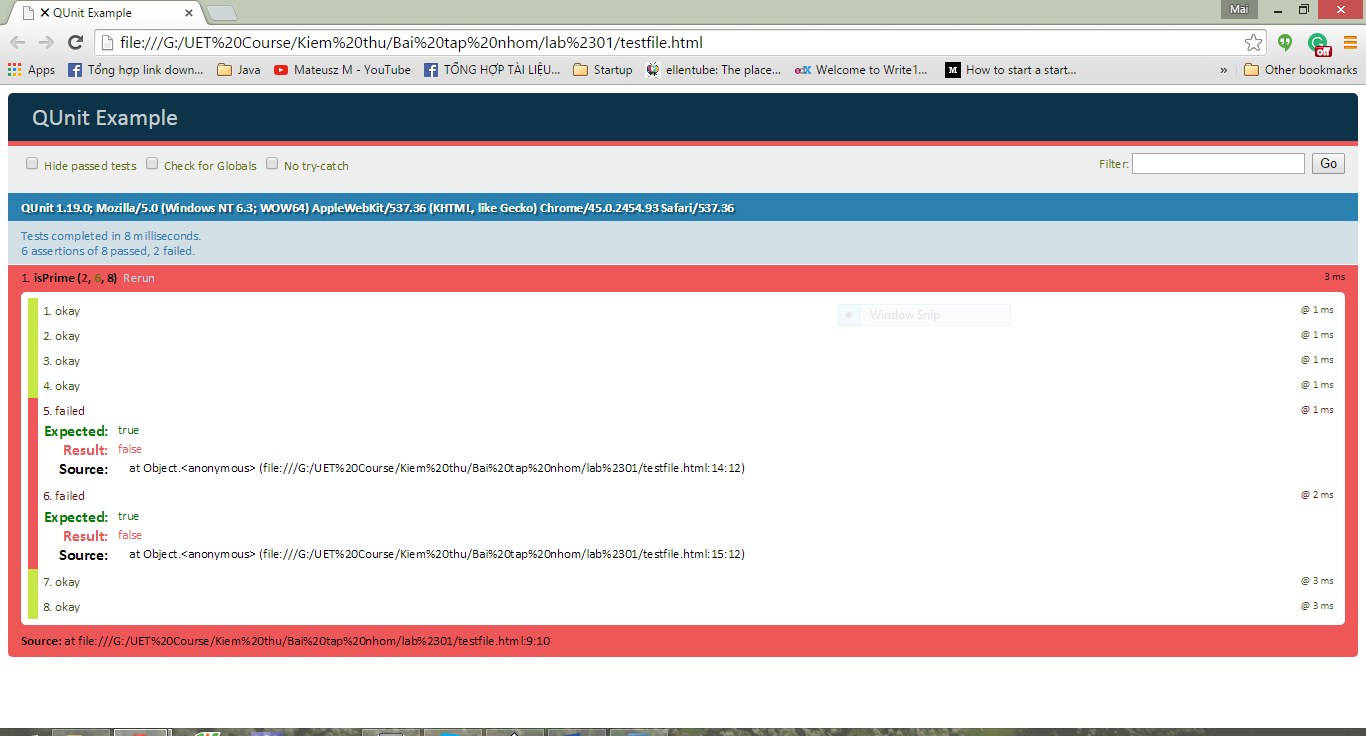 ✕ QUnit Example
Mai
file:///G:/UET%20Course/Kiem%20thu/Bai%20tap%20nhom/lab%2301/testfile.html
off
Apps Tổng hợp link down... Java Mateusz M - YouTube TỔNG HỢP TÀI LIỆU... Startup ellentube: The place... edX Welcome to Write1... M How to start a start... » Other bookmarks
QUnit Example
Hide passed tests Check for Globals No try-catch Filter: Go
QUnit 1.19.0; Mozilla/5.0 (Windows NT 6.3; WOW64) AppleWebKit/537.36 (KHTML, like Gecko) Chrome/45.0.2454.93 Safari/537.36
Tests completed in 8 milliseconds.
6 assertions of 8 passed, 2 failed.
1. isPrime (2, 6, 8) Rerun 3 ms
1. okay @ 1 ms
Window Snip
2. okay @ 1 ms
3. okay @ 1 ms
4. okay @ 1 ms
5. failed @ 1 ms
Expected: true
Result: false
Source: at Object.<anonymous> (file:///G:/UET%20Course/Kiem%20thu/Bai%20tap%20nhom/lab%2301/testfile.html:14:12)
6. failed @ 2 ms
Expected: true
Result: false
Source: at Object.<anonymous> (file:///G:/UET%20Course/Kiem%20thu/Bai%20tap%20nhom/lab%2301/testfile.html:15:12)
7. okay @ 3 ms
8. okay @ 3 ms
Source: at file:///G:/UET%20Course/Kiem%20thu/Bai%20tap%20nhom/lab%2301/testfile.html:9:10